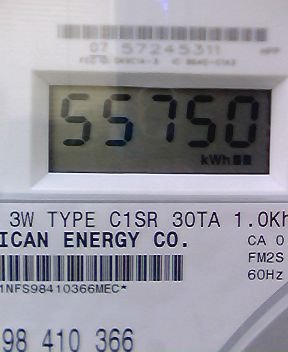 07 57245311
55750
kWh
3W TYPE C1SR 30TA 1.0Kh
ICAN ENERGY CO.
CA 0
FM2S
60Hz
1NFS98410366MEC*
98 410 366